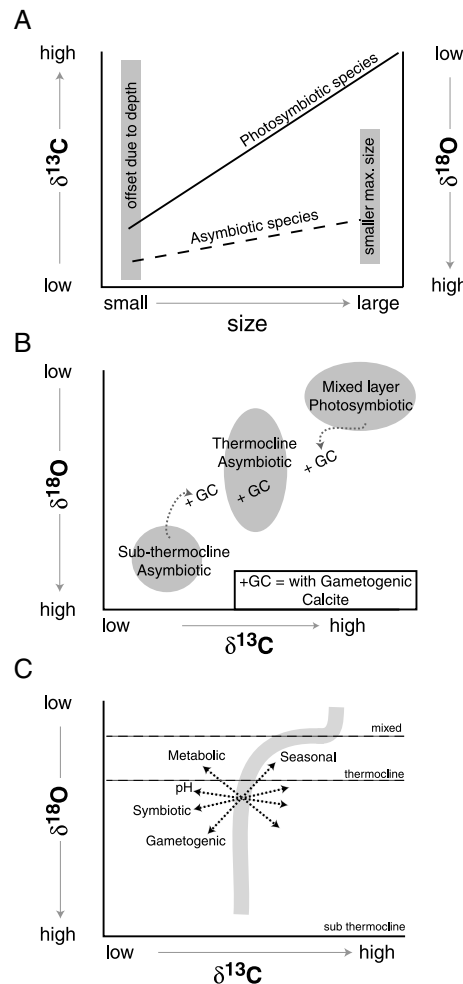 A
high
δ13C
low
offset due to depth
Photosymbiotic species
Asymbiotic species
smaller max. size
low
δ18O
high
small
large
size
B
low
δ18O
high
Mixed layer
Photosymbiotic
+ GC
Thermocline
Asymbiotic
+ GC
+ GC
Sub-thermocline
Asymbiotic
+GC = with Gametogenic
Calcite
low
high
δ13C
C
low
δ18O
high
mixed
Metabolic
Seasonal
thermocline
pH
Symbiotic
Gametogenic
sub thermocline
low
high
δ13C